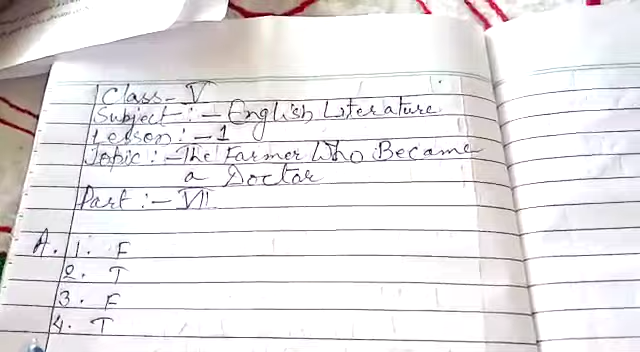 Class- V
Subject :- English Literature
Lesson :- 1
Topic :- The Farmer Who Became
a Doctor
Part :- VII
A. 1. F
2. T
3. F
4. T